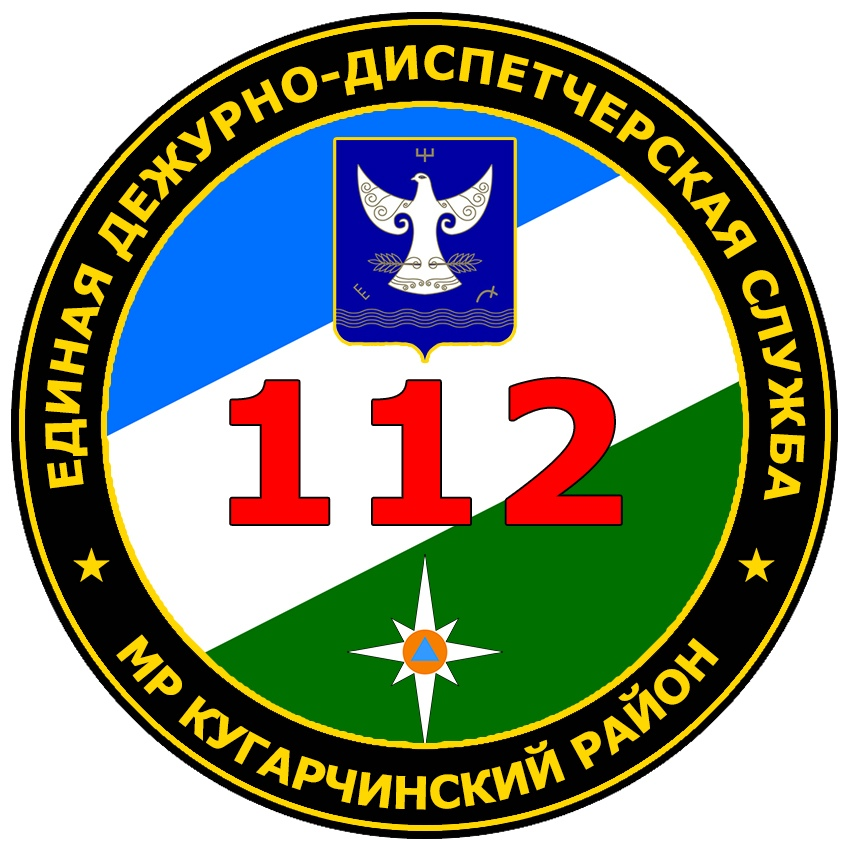 ЕДИНАЯ ДЕЖУРНО-ДИСПЕТЧЕРСКАЯ СЛУЖБА
112
МР КУГАРЧИНСКИЙ РАЙОН